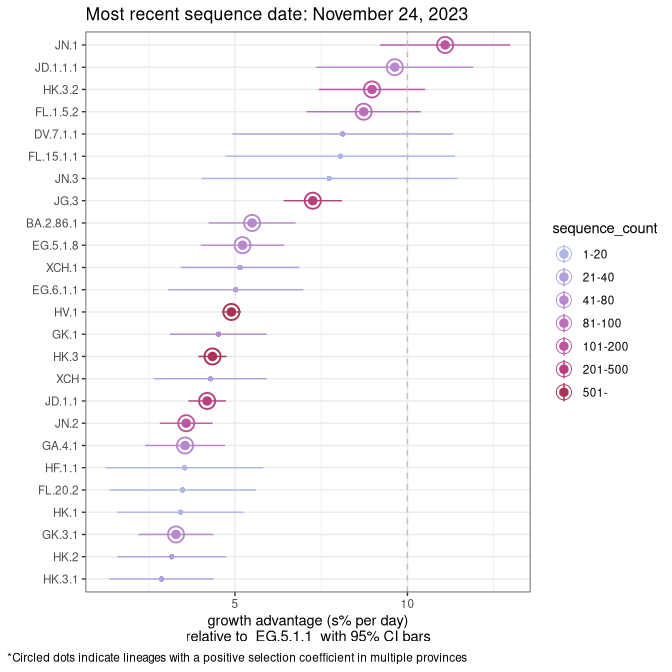 Most recent sequence date: November 24, 2023
JN.1
JD.1.1.1
HK.3.2
FL.1.5.2
DV.7.1.1
FL.15.1.1
JN.3
JG.3
BA.2.86.1
EG.5.1.8
XCH.1
EG.6.1.1
HV.1
GK.1
HK.3
XCH
JD.1.1
JN.2
GA.4.1
HF.1.1
FL.20.2
HK.1
GK.3.1
HK.2
HK.3.1
5 10
growth advantage (s% per day)
relative to EG.5.1.1 with 95% CI bars
sequence_count
1-20
21-40
41-80
81-100
101-200
201-500
501-
*Circled dots indicate lineages with a positive selection coefficient in multiple provinces